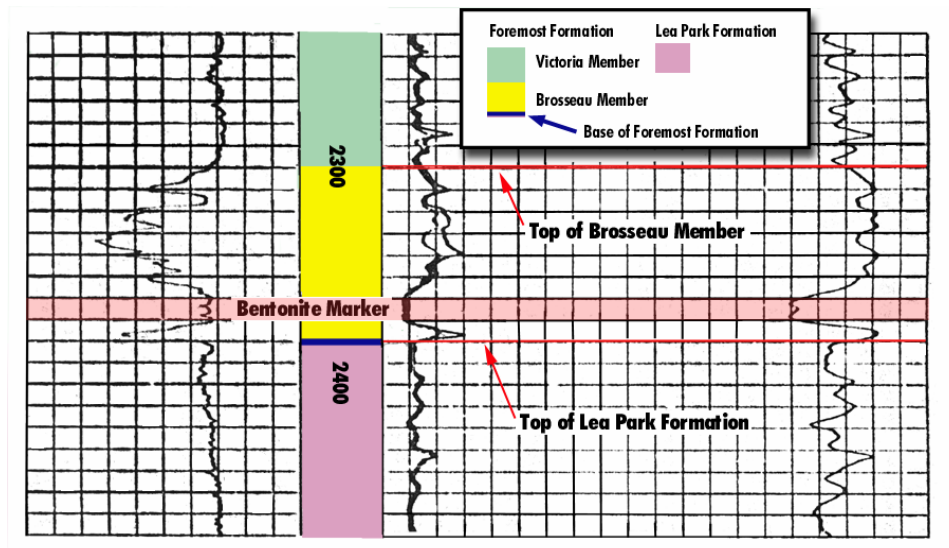 Foremost Formation
Lea Park Formation
Victoria Member
Brosseau Member
Base of Foremost Formation
2300
Top of Brosseau Member
Bentonite Marker
2400
Top of Lea Park Formation